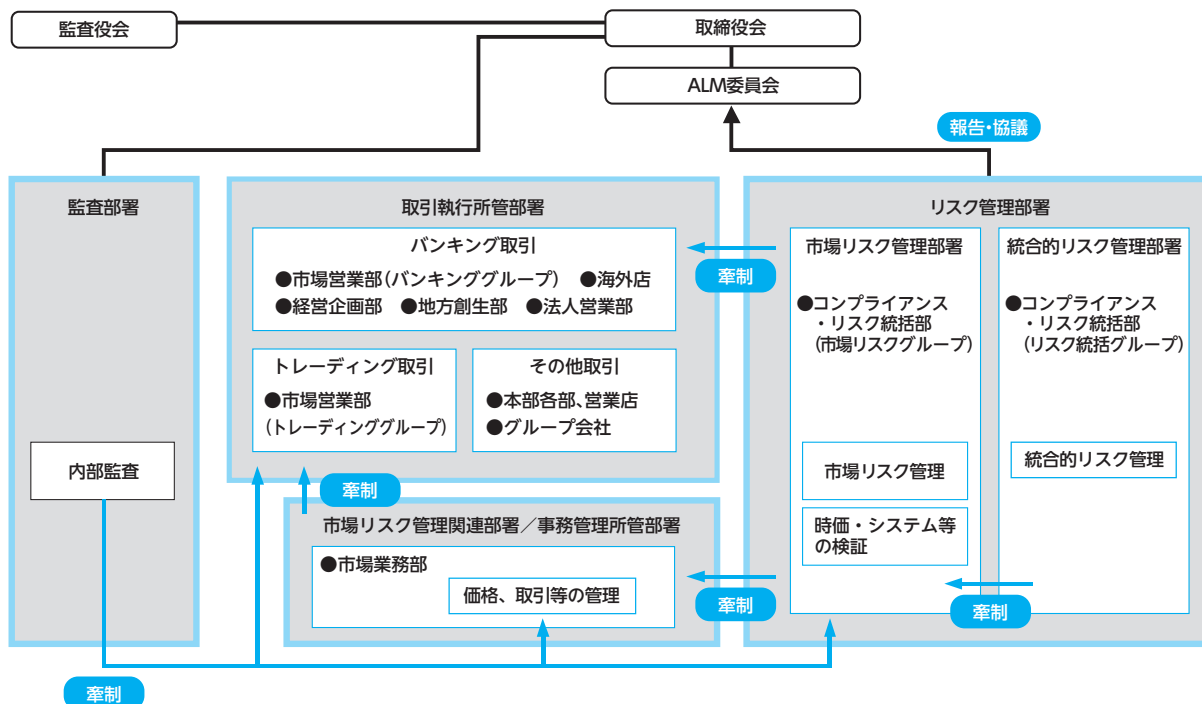 監査役会
取締役会
ALM委員会
報告・協議
監査部署
内部監査
牽制
取引執行所管部署
バンキング取引
●市場営業部(バンキンググループ) ●海外店
●経営企画部 ●地方創生部 ●法人営業部
トレーディング取引
●市場営業部
(トレーディンググループ)
その他取引
●本部各部、営業店
●グループ会社
牽制
牽制
市場リスク管理関連部署／事務管理所管部署
●市場業務部
価格、取引等の管理
牽制
リスク管理部署
市場リスク管理部署
●コンプライアンス
・リスク統括部
(市場リスクグループ)
市場リスク管理
時価・システム等
の検証
統合的リスク管理部署
●コンプライアンス
・リスク統括部
(リスク統括グループ)
統合的リスク管理
牽制